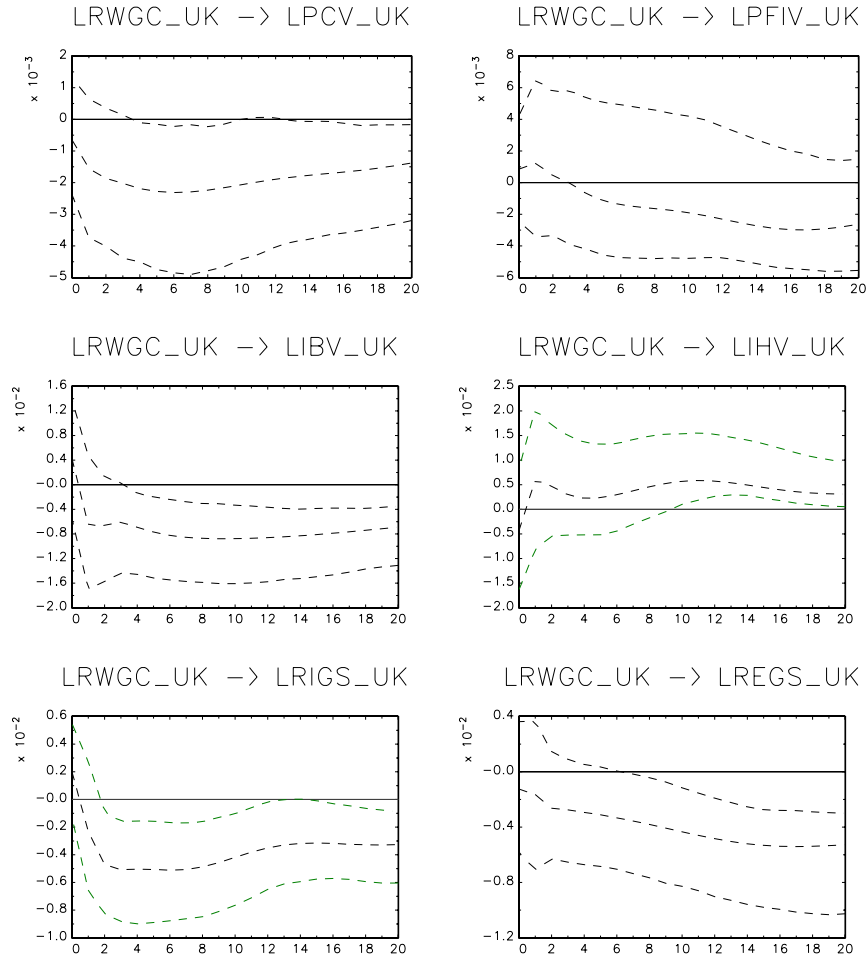 LRWGC_UK -> LPCV_UK
x 10⁻³
2
1
0
-1
-2
-3
-4
-5
0 2 4 6 8 10 12 14 16 18 20
LRWGC_UK -> LPFIV_UK
x 10⁻³
8
6
4
2
0
-2
-4
-6
0 2 4 6 8 10 12 14 16 18 20
LRWGC_UK -> LIBV_UK
x 10⁻²
1.6
1.2
0.8
0.4
-0.0
-0.4
-0.8
-1.2
-1.6
-2.0
0 2 4 6 8 10 12 14 16 18 20
LRWGC_UK -> LIHV_UK
x 10⁻²
2.5
2.0
1.5
1.0
0.5
0.0
-0.5
-1.0
-1.5
-2.0
0 2 4 6 8 10 12 14 16 18 20
LRWGC_UK -> LRIGS_UK
x 10⁻²
0.6
0.4
0.2
-0.0
-0.2
-0.4
-0.6
-0.8
-1.0
0 2 4 6 8 10 12 14 16 18 20
LRWGC_UK -> LREGS_UK
x 10⁻²
0.4
-0.0
-0.4
-0.8
-1.2
0 2 4 6 8 10 12 14 16 18 20